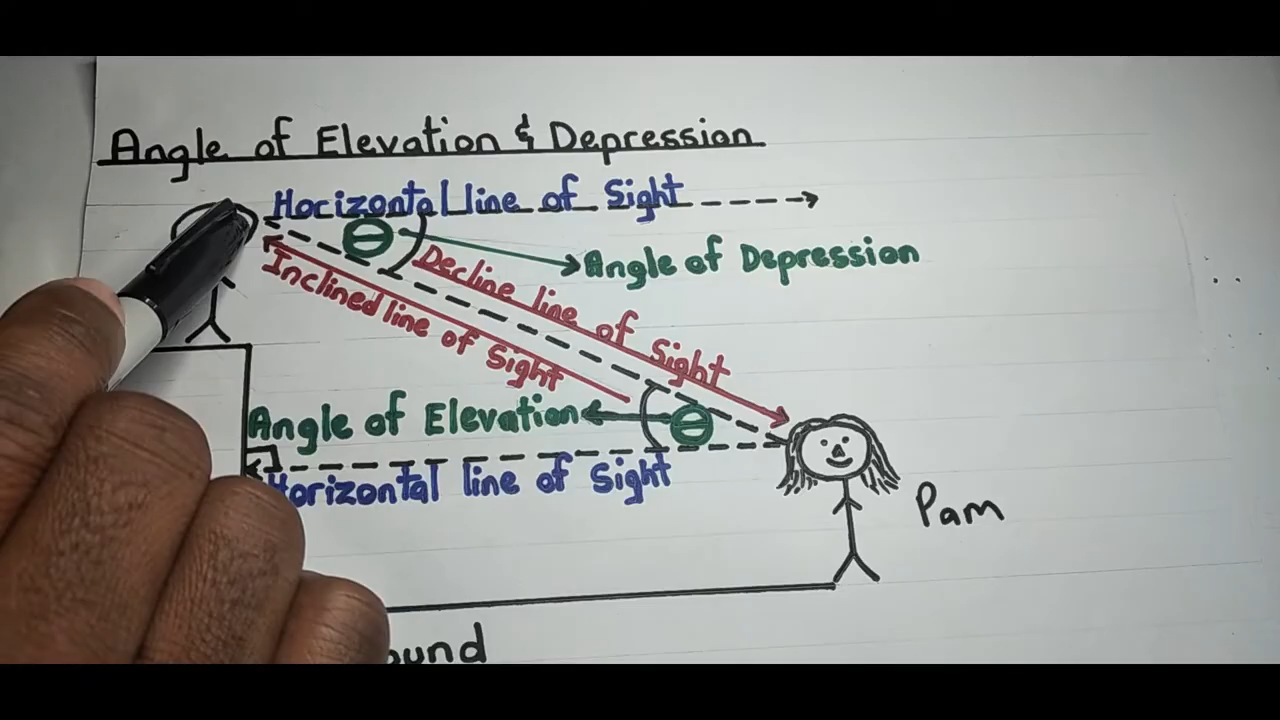 Angle of Elevation & Depression
Horizontal line of Sight
θ
Angle of Depression
Decline line of Sight
Inclined line of Sight
Angle of Elevation
θ
Horizontal line of Sight
Pam